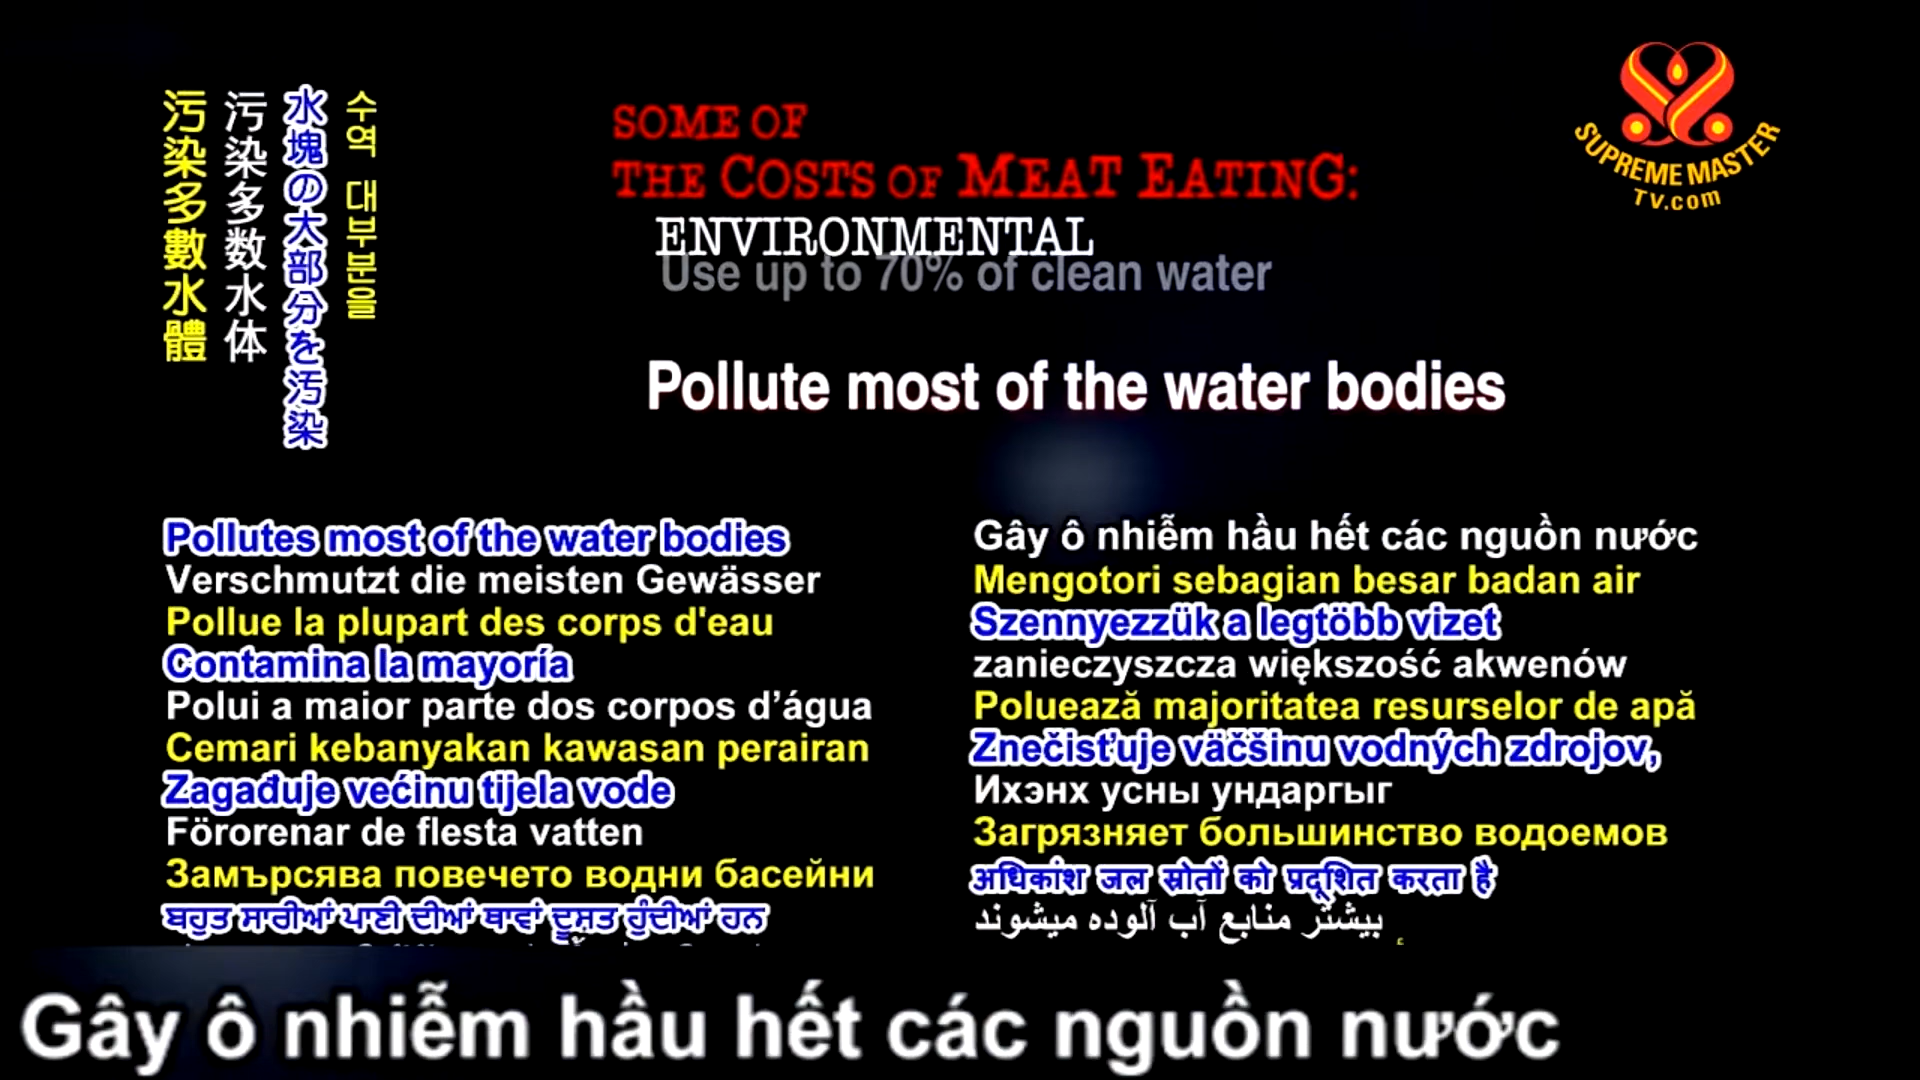 污染多數水體
污染多数水体
水塊の大部分を汚染
수역 대부분을
SOME OF
THE COSTS OF MEAT EATING:
ENVIRONMENTAL
Use up to 70% of clean water
Pollute most of the water bodies
SUPREME MASTER
TV.com
Pollutes most of the water bodies
Verschmutzt die meisten Gewässer
Pollue la plupart des corps d'eau
Contamina la mayoría
Polui a maior parte dos corpos d’água
Cemari kebanyakan kawasan perairan
Zagađuje većinu tijela vode
Förorenar de flesta vatten
Замърсява повечето водни басейни
ਬਹੁਤ ਸਾਰੀਆਂ ਪਾਣੀ ਦੀਆਂ ਥਾਵਾਂ ਦੂਸ਼ਤ ਹੁੰਦੀਆਂ ਹਨ
Gây ô nhiễm hầu hết các nguồn nước
Mengotori sebagian besar badan air
Szennyezzük a legtöbb vizet
zanieczyszcza większość akwenów
Poluează majoritatea resurselor de apă
Znečisťuje väčšinu vodných zdrojov,
Ихэнх усны ундаргыг
Загрязняет большинство водоемов
अधिकांश जल स्रोतों को प्रदूशित करता है
بیشتر منابع آب آلوده میشوند
Gây ô nhiễm hầu hết các nguồn nước